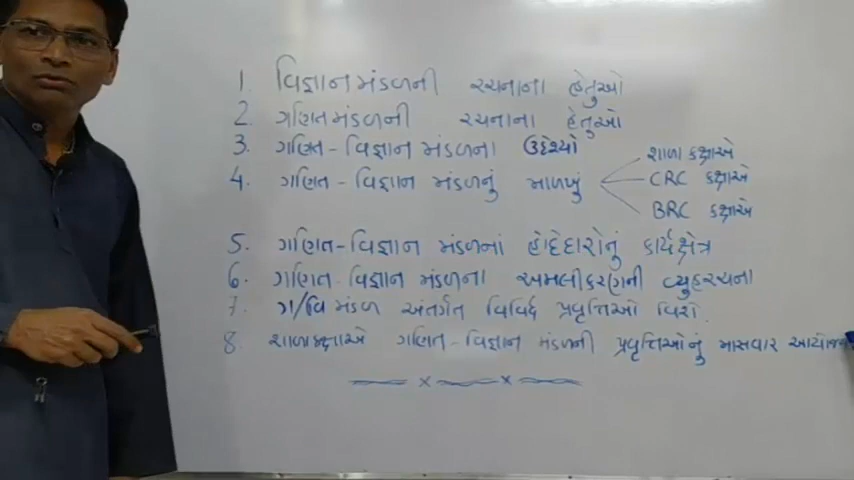 1. વિજ્ઞાન મંડળની રચનાના હેતુઓ
2. ગણિત મંડળની રચનાના હેતુઓ
3. ગણિત - વિજ્ઞાન મંડળના ઉદ્દેશ્યો
4. ગણિત - વિજ્ઞાન મંડળનું માળખું
શાળા કક્ષાએ
CRC કક્ષાએ
BRC કક્ષાએ
5. ગણિત - વિજ્ઞાન મંડળનાં હોદ્દેદારોનું કાર્યક્ષેત્ર
6. ગણિત - વિજ્ઞાન મંડળના અમલીકરણની વ્યુહરચના
7. ગ/વિ મંડળ અંતર્ગત વિવિર્દ પ્રવૃત્તિઓ વિશે.
8. શાળાકક્ષાએ ગણિત - વિજ્ઞાન મંડળની પ્રવૃત્તિઓનું માસવાર